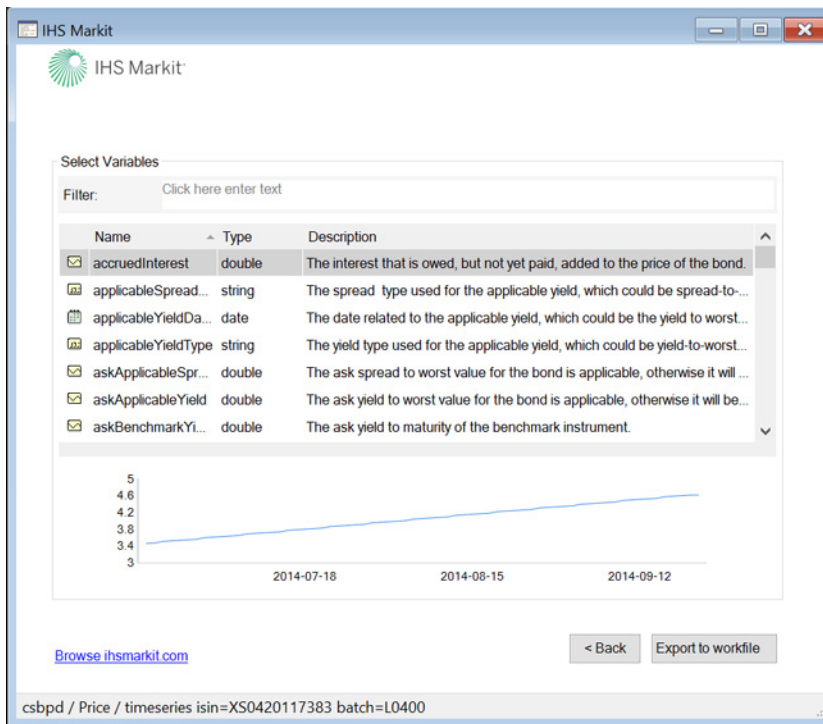 IHS Markit
IHS Markit
Select Variables
Filter: Click here enter text
Name Type Description
accruedInterest double The interest that is owed, but not yet paid, added to the price of the bond.
applicableSpread... string The spread type used for the applicable yield, which could be spread-to-...
applicableYieldDa... date The date related to the applicable yield, which could be the yield to worst...
applicableYieldType string The yield type used for the applicable yield, which could be yield-to-worst...
askApplicableSpr... double The ask spread to worst value for the bond is applicable, otherwise it will ...
askApplicableYield double The ask yield to worst value for the bond is applicable, otherwise it will be...
askBenchmarkYi... double The ask yield to maturity of the benchmark instrument.
5
4.6
4.2
3.8
3.4
3
2014-07-18 2014-08-15 2014-09-12
Browse ihsmarkit.com
< Back Export to workfile
csbpd / Price / timeseries isin=XS0420117383 batch=L0400